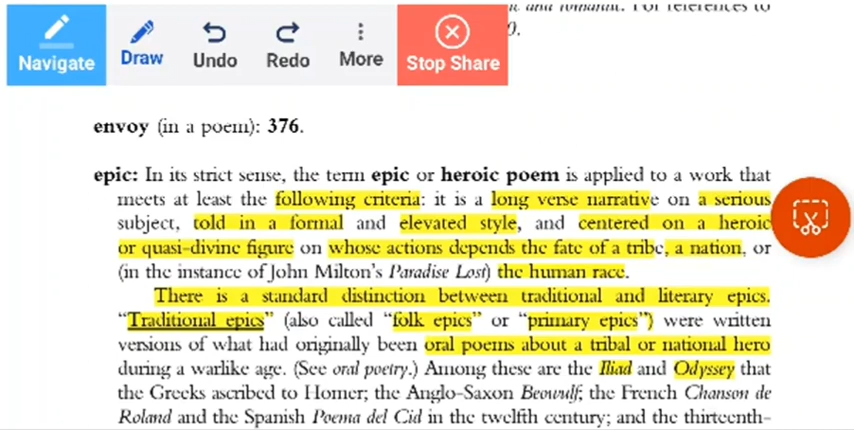 ic and romantic. For references to
0.
Navigate
Draw
Undo
Redo
More
Stop Share
envoy (in a poem): 376.
epic: In its strict sense, the term epic or heroic poem is applied to a work that
meets at least the following criteria: it is a long verse narrative on a serious
subject, told in a formal and elevated style, and centered on a heroic
or quasi-divine figure on whose actions depends the fate of a tribe, a nation, or
(in the instance of John Milton's Paradise Lost) the human race.
There is a standard distinction between traditional and literary epics.
“Traditional epics” (also called “folk epics” or “primary epics”) were written
versions of what had originally been oral poems about a tribal or national hero
during a warlike age. (See oral poetry.) Among these are the Iliad and Odyssey that
the Greeks ascribed to Homer; the Anglo-Saxon Beowulf; the French Chanson de
Roland and the Spanish Poema del Cid in the twelfth century; and the thirteenth-